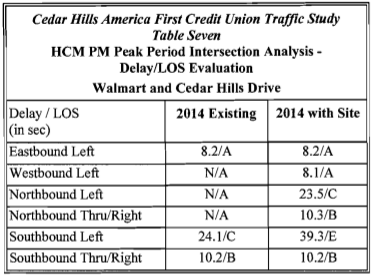 Cedar Hills America First Credit Union Traffic Study
Table Seven
HCM PM Peak Period Intersection Analysis -
Delay/LOS Evaluation
Walmart and Cedar Hills Drive
Delay / LOS (in sec) 2014 Existing 2014 with Site
Eastbound Left 8.2/A 8.2/A
Westbound Left N/A 8.1/A
Northbound Left N/A 23.5/C
Northbound Thru/Right N/A 10.3/B
Southbound Left 24.1/C 39.3/E
Southbound Thru/Right 10.2/B 10.2/B